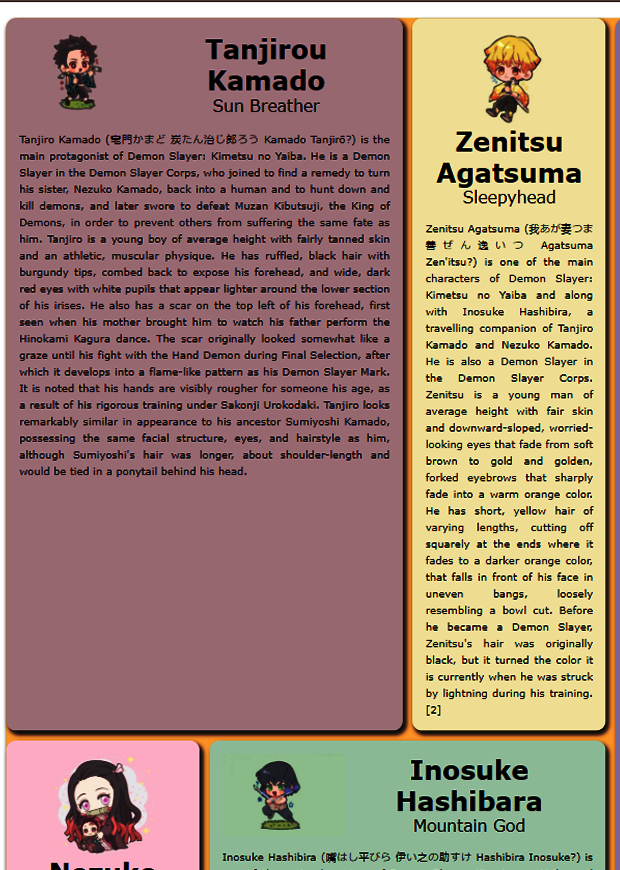 Tanjirou
Kamado
Sun Breather
Tanjiro Kamado (宅門かまど 炭たん治じ郎ろう Kamado Tanjirō?) is the
main protagonist of Demon Slayer: Kimetsu no Yaiba. He is a Demon
Slayer in the Demon Slayer Corps, who joined to find a remedy to turn
his sister, Nezuko Kamado, back into a human and to hunt down and
kill demons, and later swore to defeat Muzan Kibutsuji, the King of
Demons, in order to prevent others from suffering the same fate as
him. Tanjiro is a young boy of average height with fairly tanned skin
and an athletic, muscular physique. He has ruffled, black hair with
burgundy tips, combed back to expose his forehead, and wide, dark
red eyes with white pupils that appear lighter around the lower section
of his irises. He also has a scar on the top left of his forehead, first
seen when his mother brought him to watch his father perform the
Hinokami Kagura dance. The scar originally looked somewhat like a
graze until his fight with the Hand Demon during Final Selection, after
which it develops into a flame-like pattern as his Demon Slayer Mark.
It is noted that his hands are visibly rougher for someone his age, as
a result of his rigorous training under Sakonji Urokodaki. Tanjiro looks
remarkably similar in appearance to his ancestor Sumiyoshi Kamado,
possessing the same facial structure, eyes, and hairstyle as him,
although Sumiyoshi's hair was longer, about shoulder-length and
would be tied in a ponytail behind his head.
Zenitsu
Agatsuma
Sleepyhead
Zenitsu Agatsuma (我あが妻つま
善ぜん逸いつ Agatsuma
Zen'itsu?) is one of the main
characters of Demon Slayer:
Kimetsu no Yaiba and along
with Inosuke Hashibira, a
travelling companion of Tanjiro
Kamado and Nezuko Kamado.
He is also a Demon Slayer in
the Demon Slayer Corps.
Zenitsu is a young man of
average height with fair skin
and downward-sloped, worried-
looking eyes that fade from soft
brown to gold and golden,
forked eyebrows that sharply
fade into a warm orange color.
He has short, yellow hair of
varying lengths, cutting off
squarely at the ends where it
fades to a darker orange color,
that falls in front of his face in
uneven bangs, loosely
resembling a bowl cut. Before
he became a Demon Slayer,
Zenitsu's hair was originally
black, but it turned the color it
is currently when he was struck
by lightning during his training.
[2]
Nezuko
Inosuke
Hashibara
Mountain God
Inosuke Hashibira (嘴はし平びら 伊い之の助すけ Hashibira Inosuke?) is